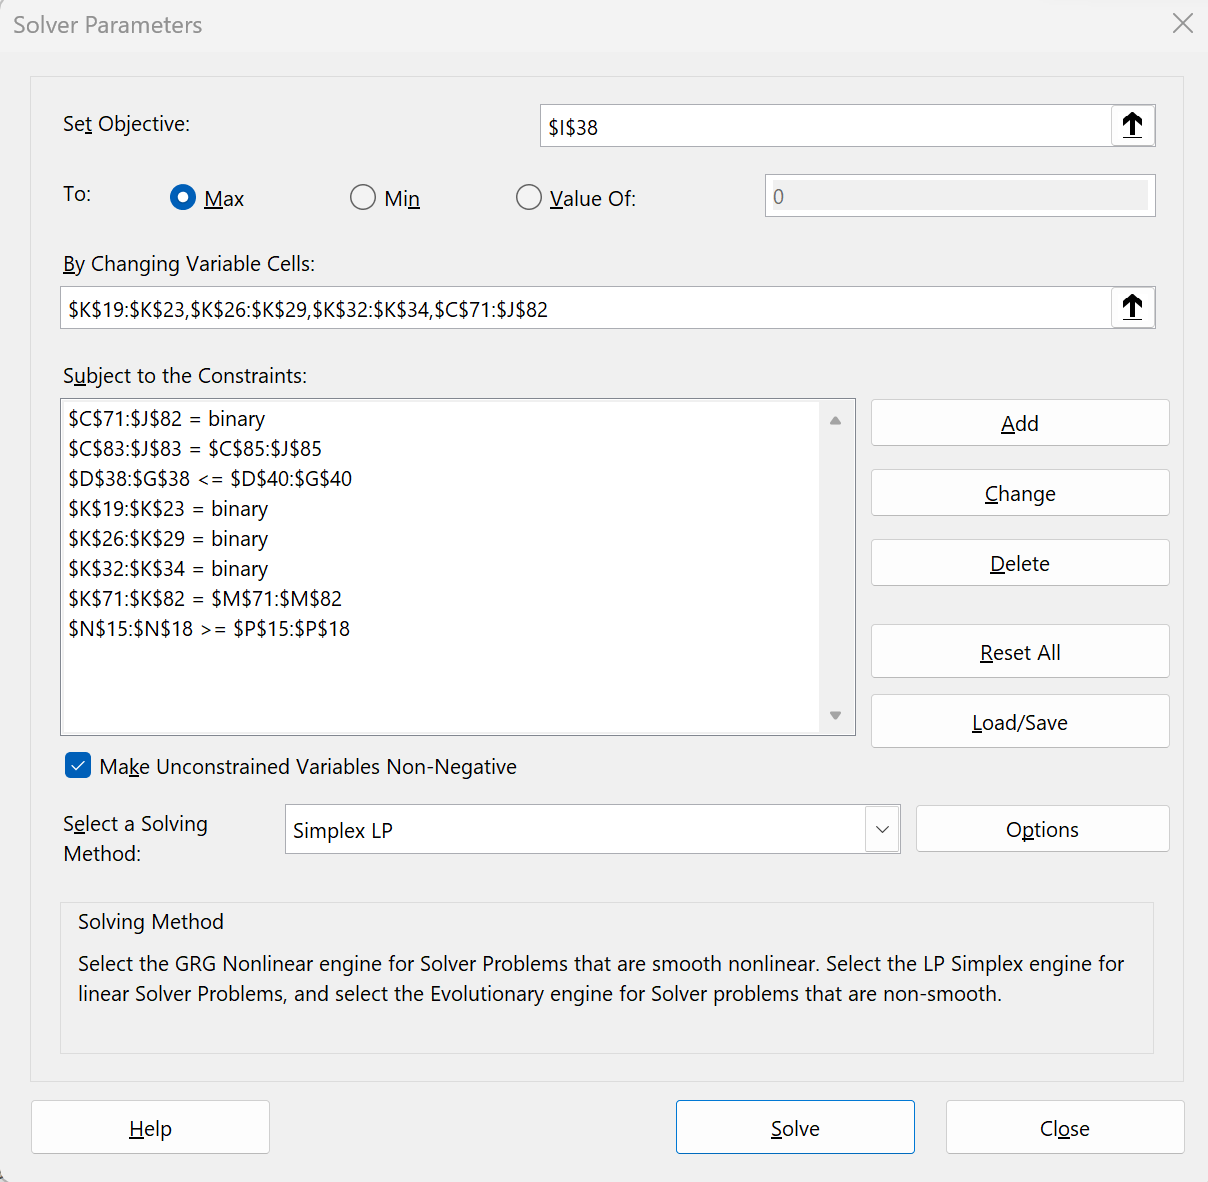 Solver Parameters
Set Objective:
$I$38
To:
Max
Min
Value Of:
0
By Changing Variable Cells:
$K$19:$K$23,$K$26:$K$29,$K$32:$K$34,$C$71:$J$82
Subject to the Constraints:
$C$71:$J$82 = binary
$C$83:$J$83 = $C$85:$J$85
$D$38:$G$38 <= $D$40:$G$40
$K$19:$K$23 = binary
$K$26:$K$29 = binary
$K$32:$K$34 = binary
$K$71:$K$82 = $M$71:$M$82
$N$15:$N$18 >= $P$15:$P$18
Add
Change
Delete
Reset All
Load/Save
Make Unconstrained Variables Non-Negative
Select a Solving
Method:
Simplex LP
Options
Solving Method
Select the GRG Nonlinear engine for Solver Problems that are smooth nonlinear. Select the LP Simplex engine for
linear Solver Problems, and select the Evolutionary engine for Solver problems that are non-smooth.
Help
Solve
Close